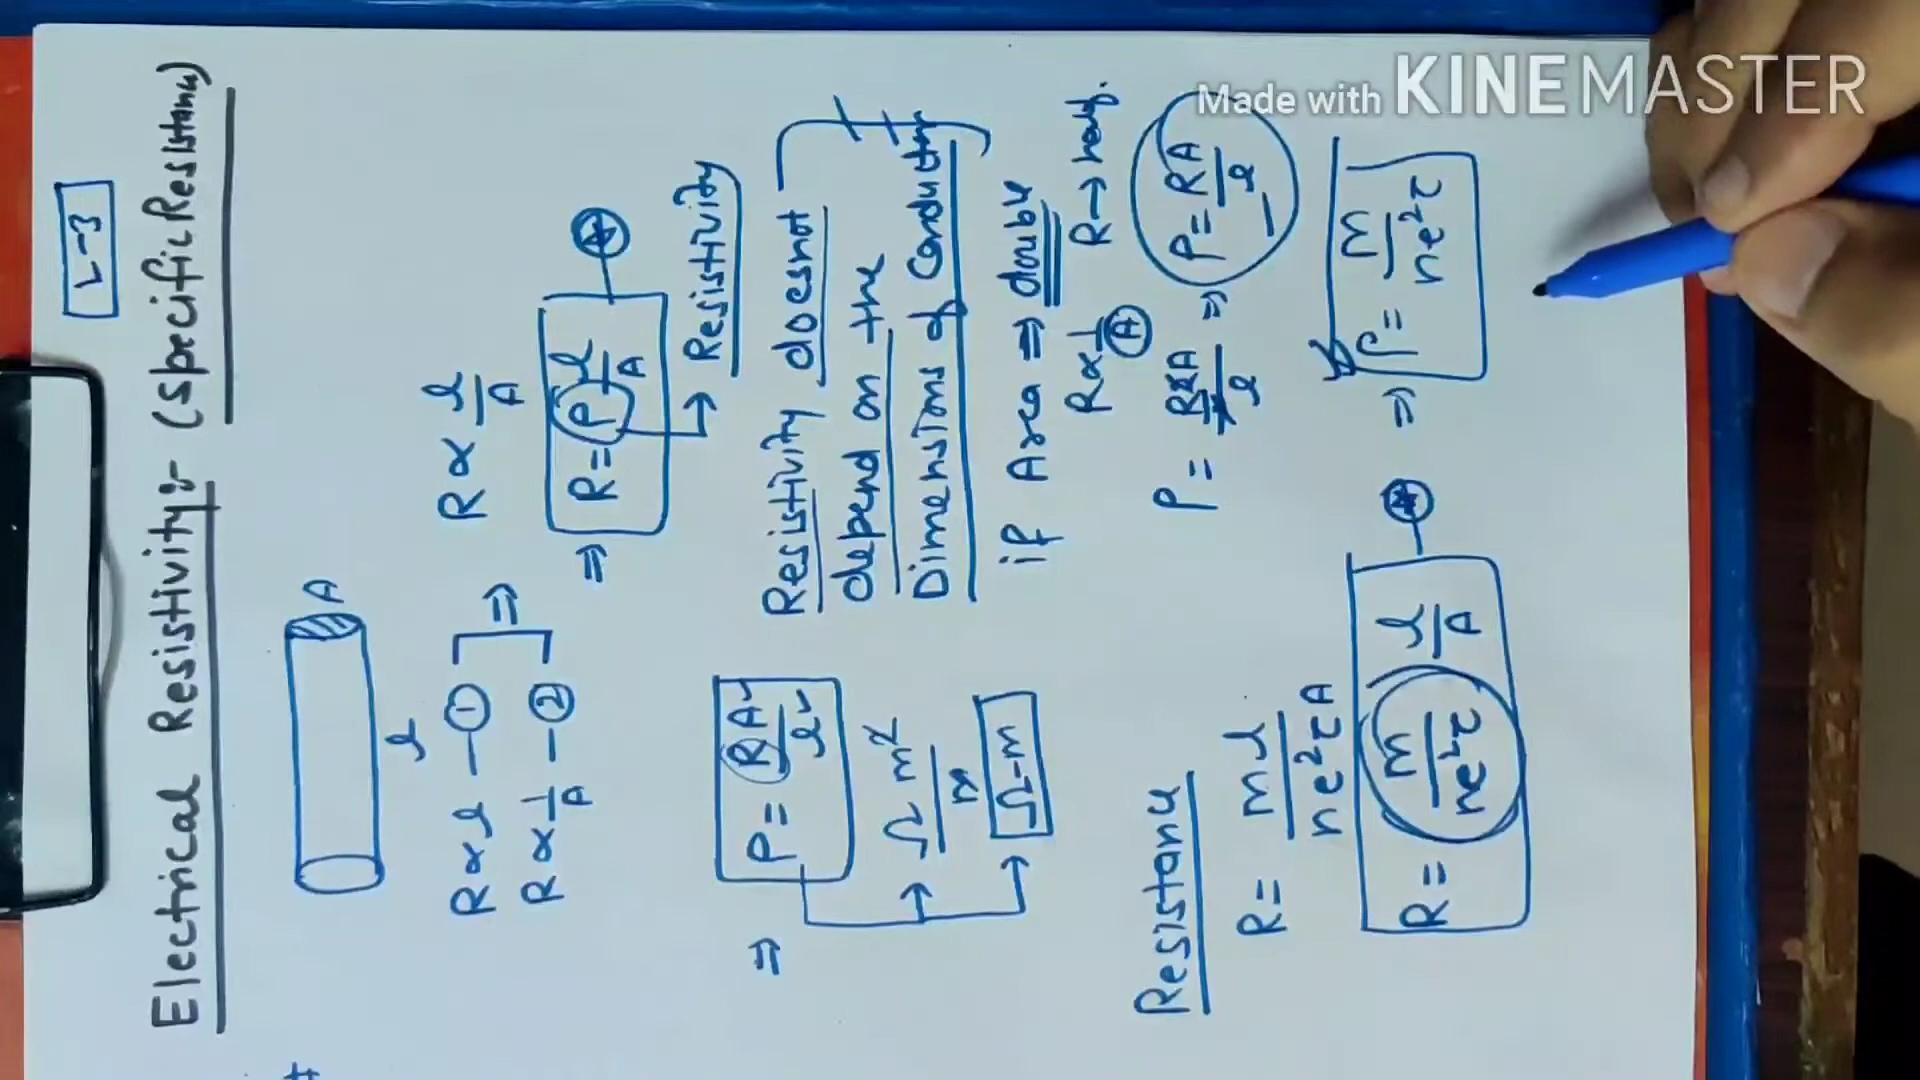 L-3
Electrical Resistivity:- (specific Resistance)
A
l
R ∝ l - ①
R ∝ 1/A - ②
⇒
R ∝ l/A
⇒ R = ρ l/A
→ Resistivity
⇒ ρ = RA/l
→ Ω m²/m
→ Ω-m
Resistivity doesnot
depend on the
Dimensions of Conductor
if Area ⇒ double
R ∝ 1/A R → half.
ρ = RA/l ⇒ ρ = RA/l
Resistance
R = ml/ne²τA
R = (m/ne²τ) l/A
⇒ ρ = m/ne²τ
Made with KINEMASTER